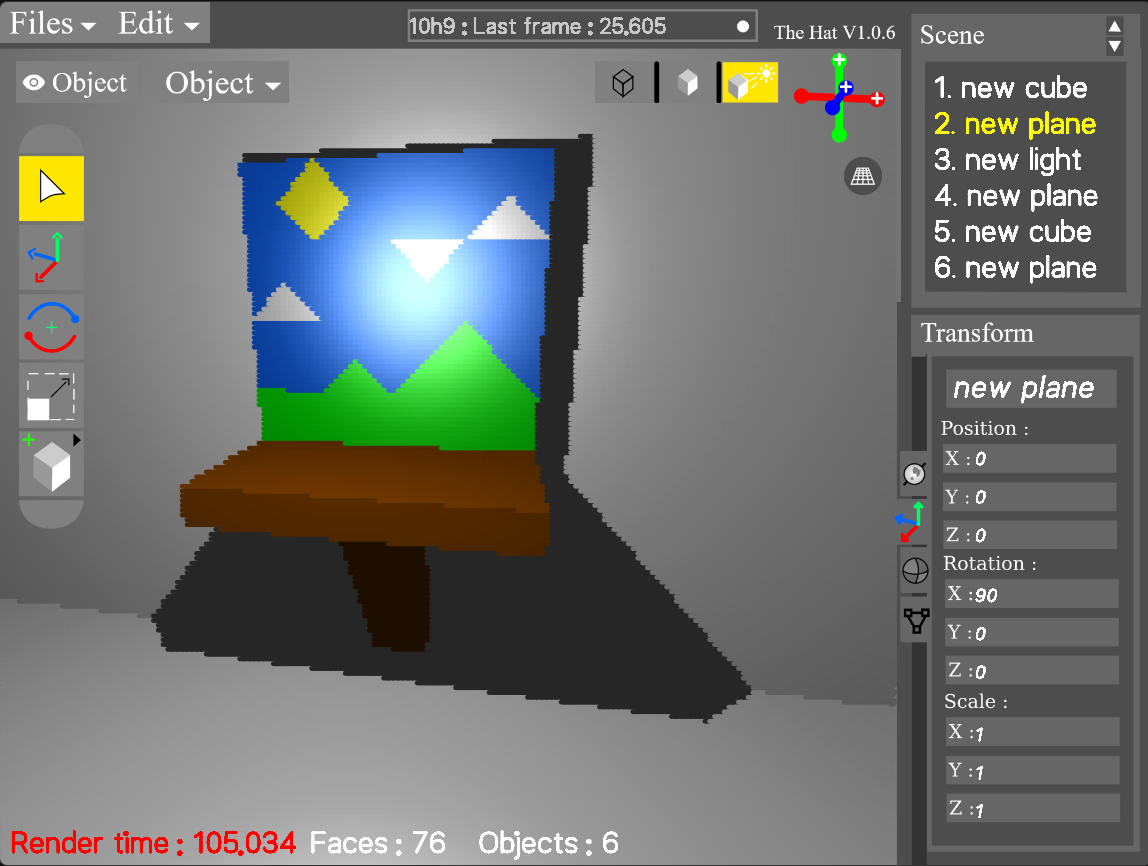 Files Edit
10h9 : Last frame : 25.605
The Hat V1.0.6
Object Object
Scene
1. new cube
2. new plane
3. new light
4. new plane
5. new cube
6. new plane
Transform
new plane
Position :
X : 0
Y : 0
Z : 0
Rotation :
X : 90
Y : 0
Z : 0
Scale :
X : 1
Y : 1
Z : 1
Render time : 105.034 Faces : 76 Objects : 6